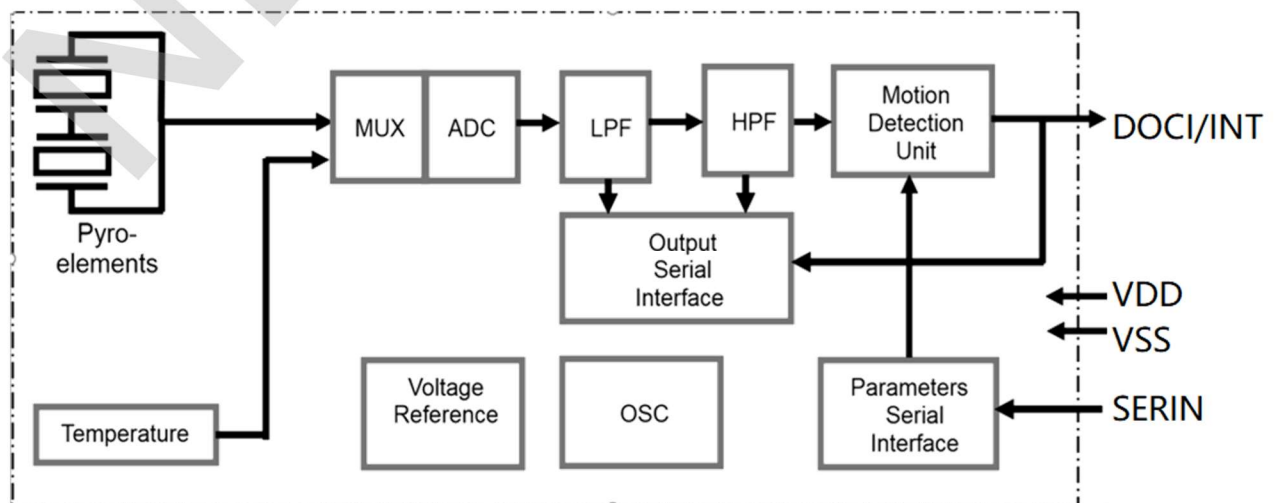 Pyro-
elements
MUX
ADC
LPF
HPF
Motion
Detection
Unit
DOCI/INT
Output
Serial
Interface
VDD
VSS
Temperature
Voltage
Reference
OSC
Parameters
Serial
Interface
SERIN